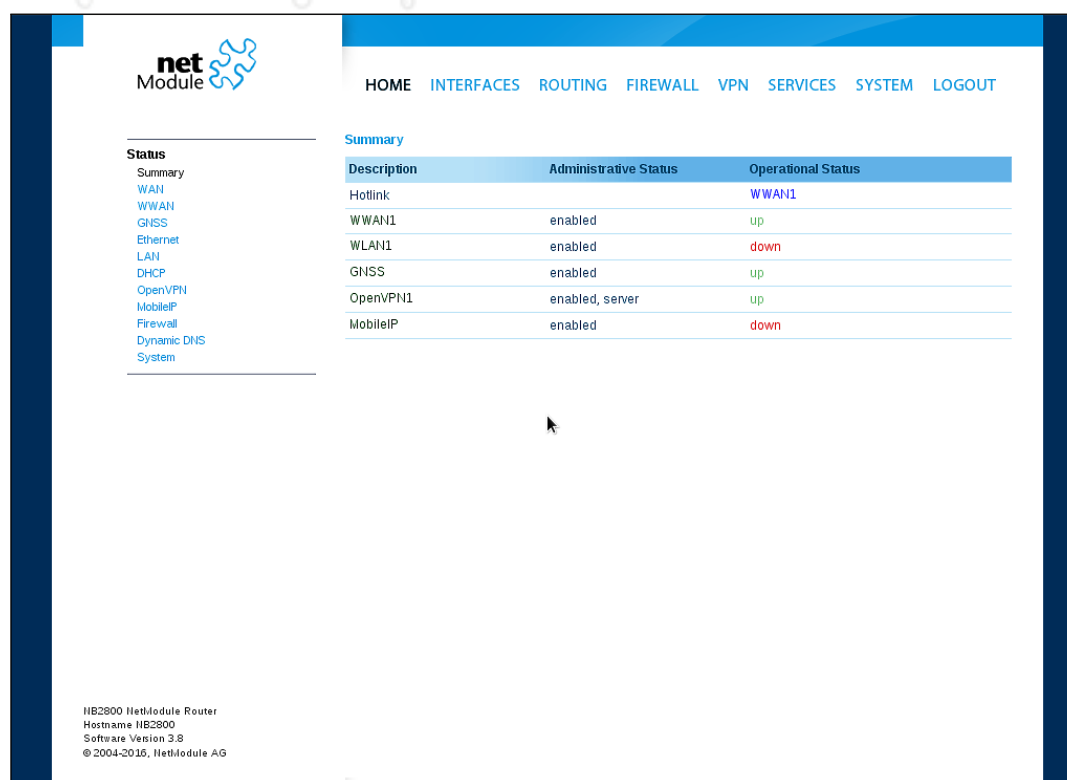 net
Module
HOME INTERFACES ROUTING FIREWALL VPN SERVICES SYSTEM LOGOUT
Status
Summary
WAN
WWAN
GNSS
Ethernet
LAN
DHCP
OpenVPN
MobileIP
Firewall
Dynamic DNS
System
Summary
Description Administrative Status Operational Status
Hotlink WWAN1
WWAN1 enabled up
WLAN1 enabled down
GNSS enabled up
OpenVPN1 enabled, server up
MobileIP enabled down
NB2800 NetModule Router
Hostname NB2800
Software Version 3.8
© 2004-2016, NetModule AG